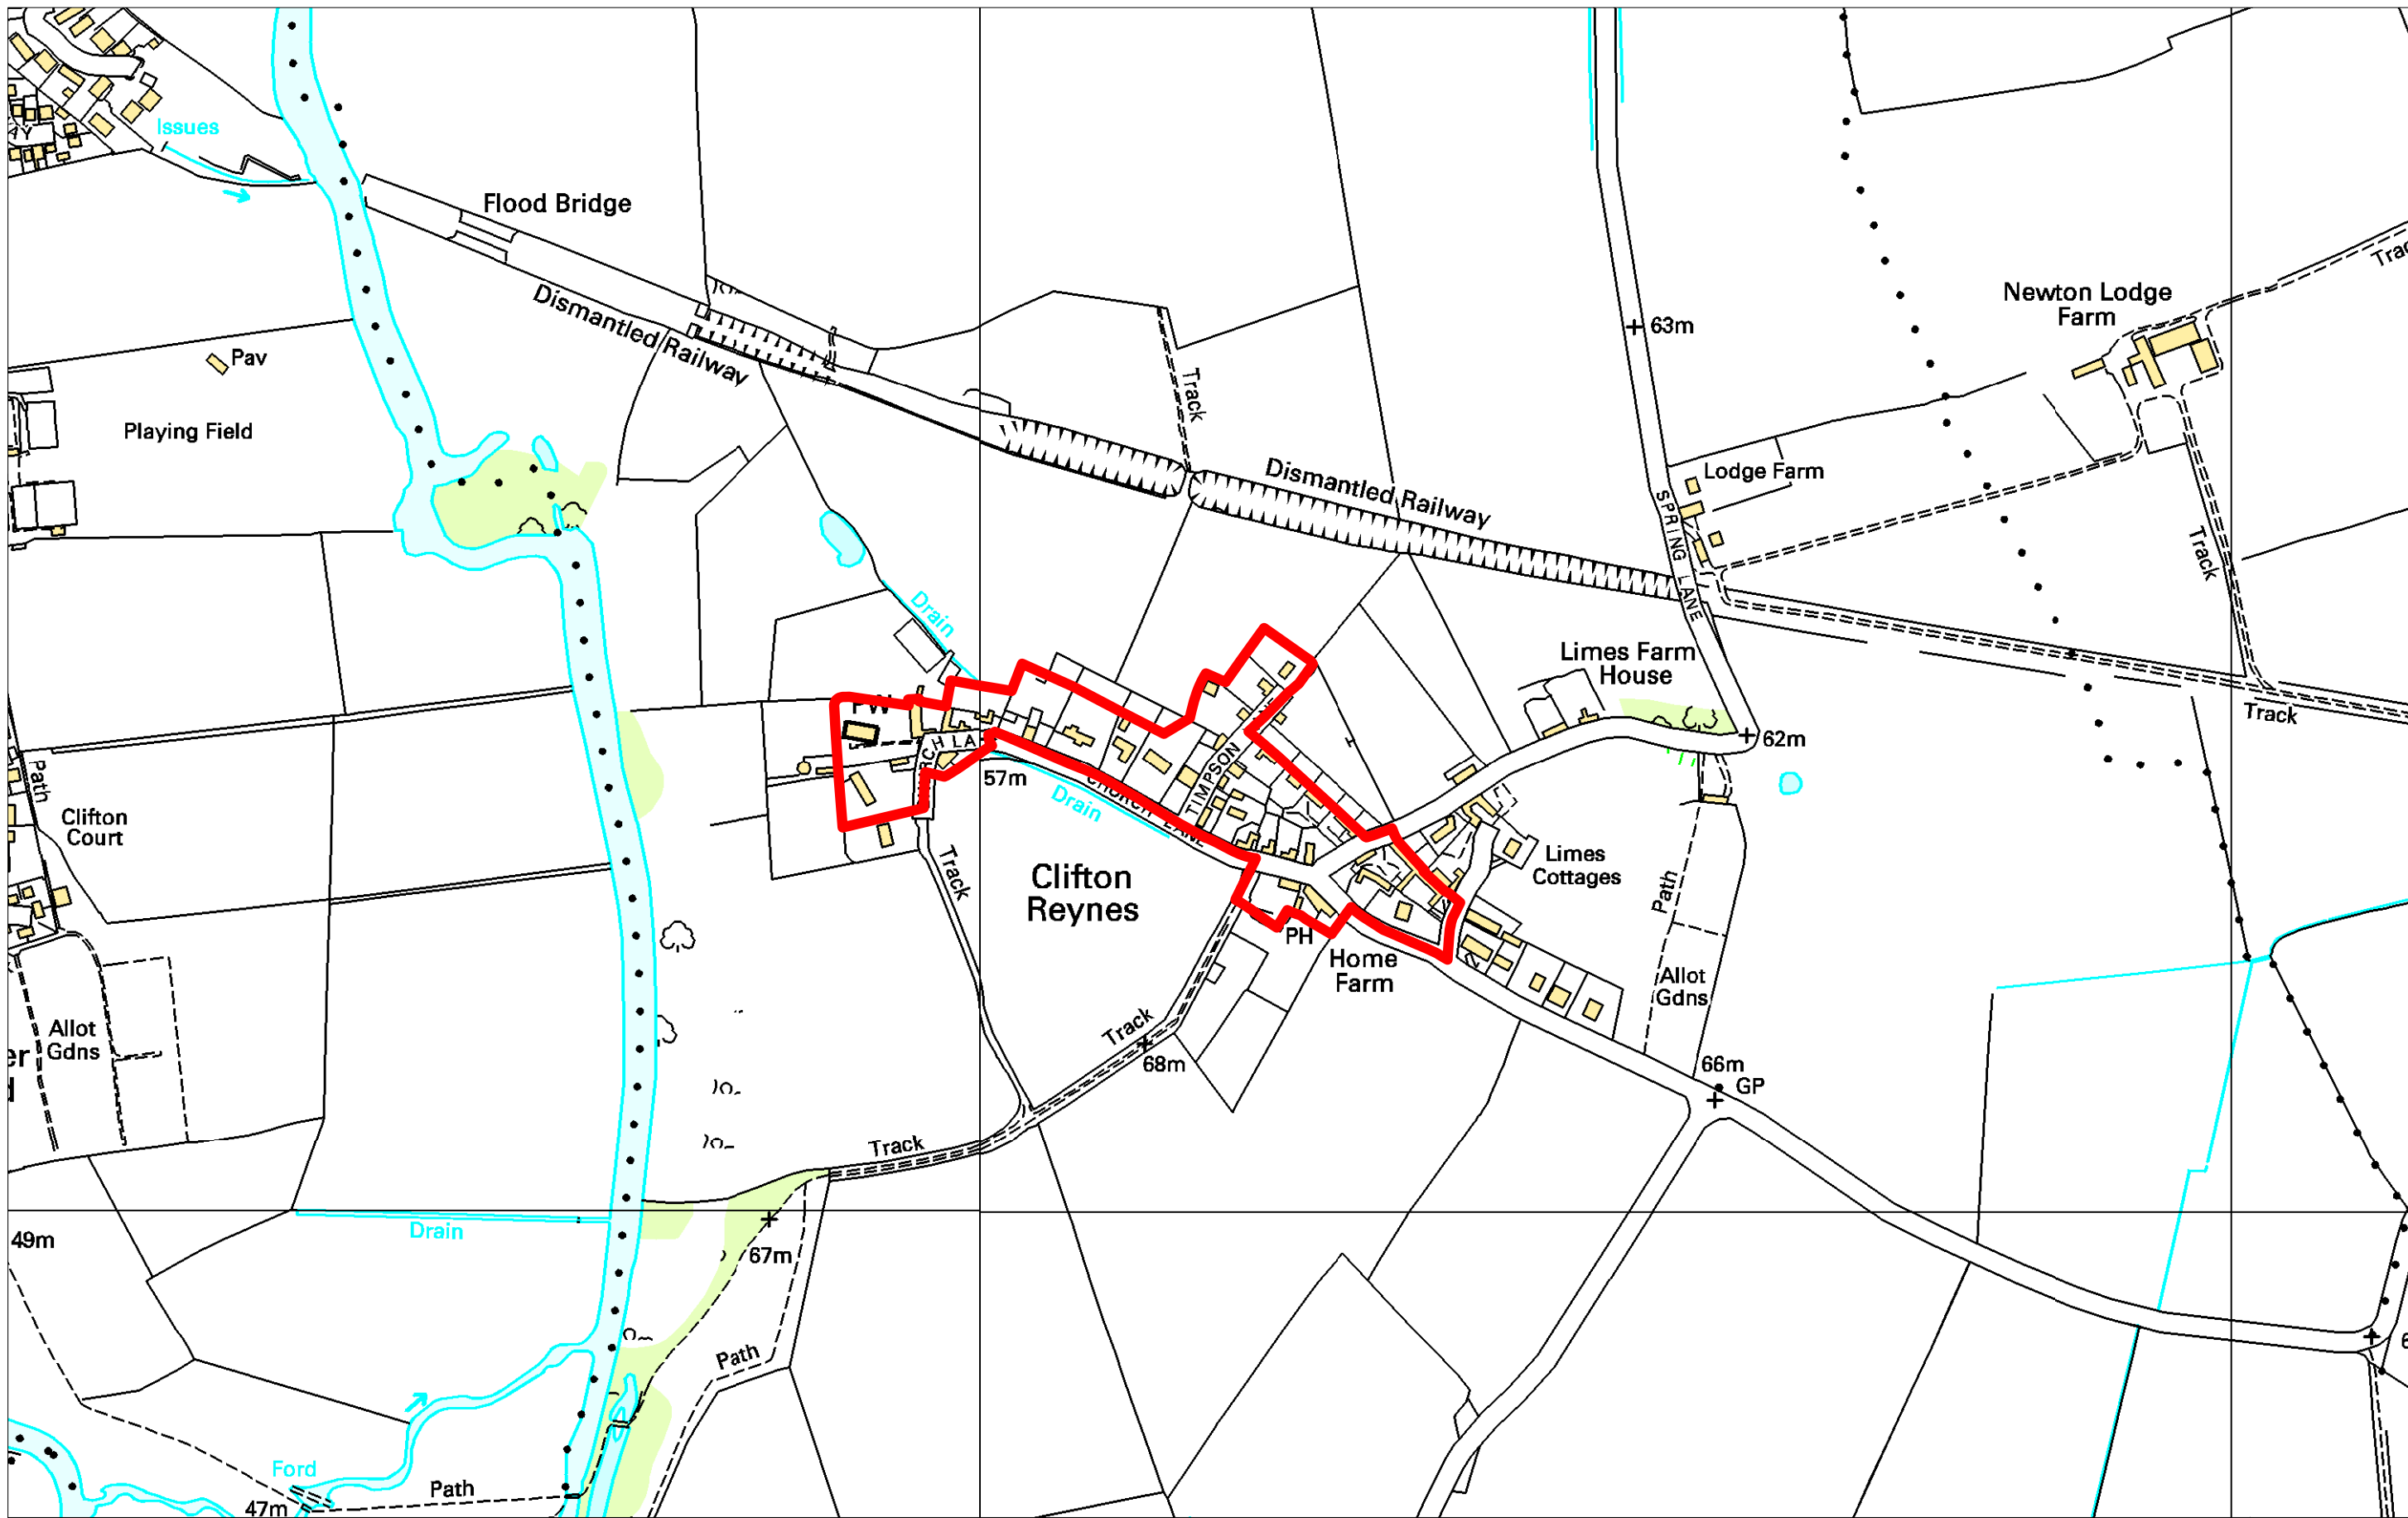 Issues
Flood Bridge
Dismantled Railway
Pav
Playing Field
Track
63m
Newton Lodge
Farm
Dismantled Railway
Lodge Farm
SPRING LANE
Track
Drain
Limes Farm
House
PW
62m
Track
57m
Drain
CHURCH LANE
TIMPSON
Path
Clifton
Court
Track
Clifton
Reynes
Limes
Cottages
Path
PH
Home
Farm
Allot
Gdns
Allot
Gdns
Track
68m
66m
GP
Track
Drain
49m
67m
Path
Ford
Path
47m